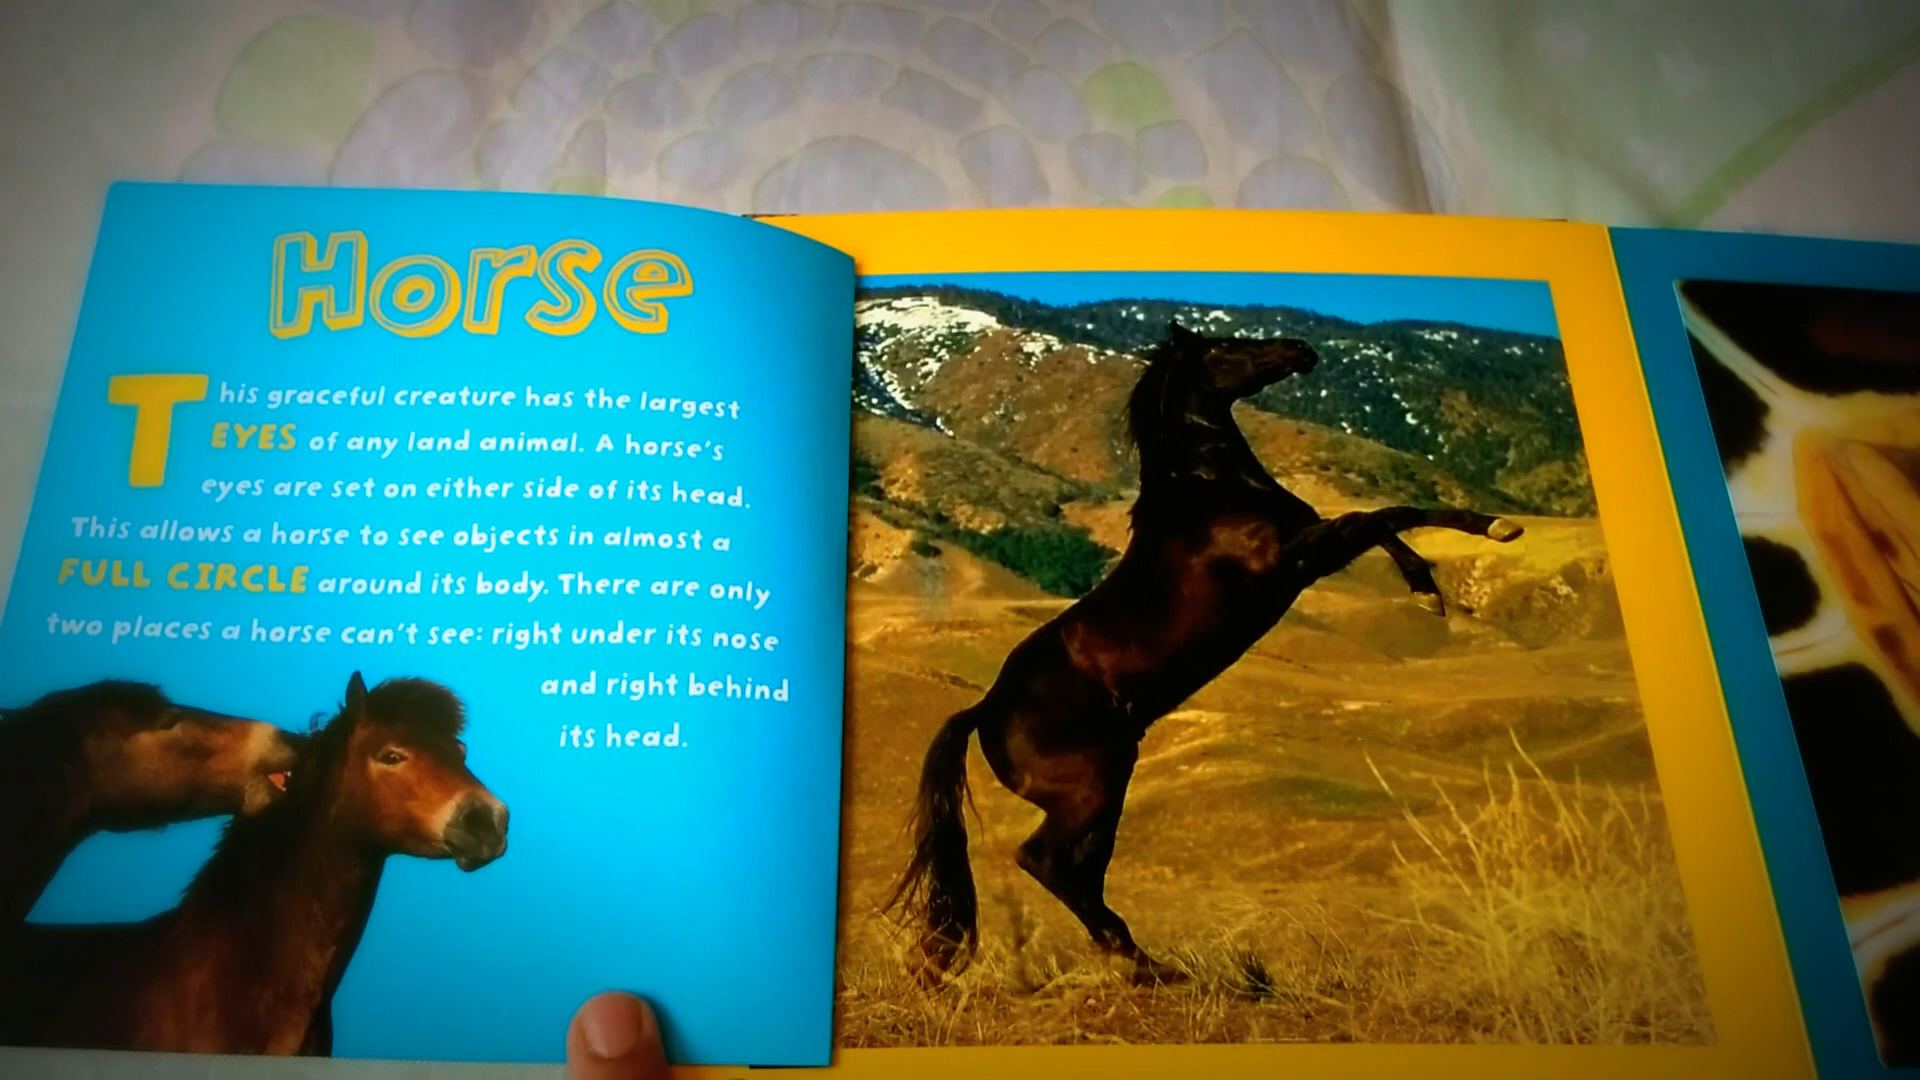 Horse
This graceful creature has the largest
EYES of any land animal. A horse's
eyes are set on either side of its head.
This allows a horse to see objects in almost a
FULL CIRCLE around its body. There are only
two places a horse can't see: right under its nose
and right behind
its head.